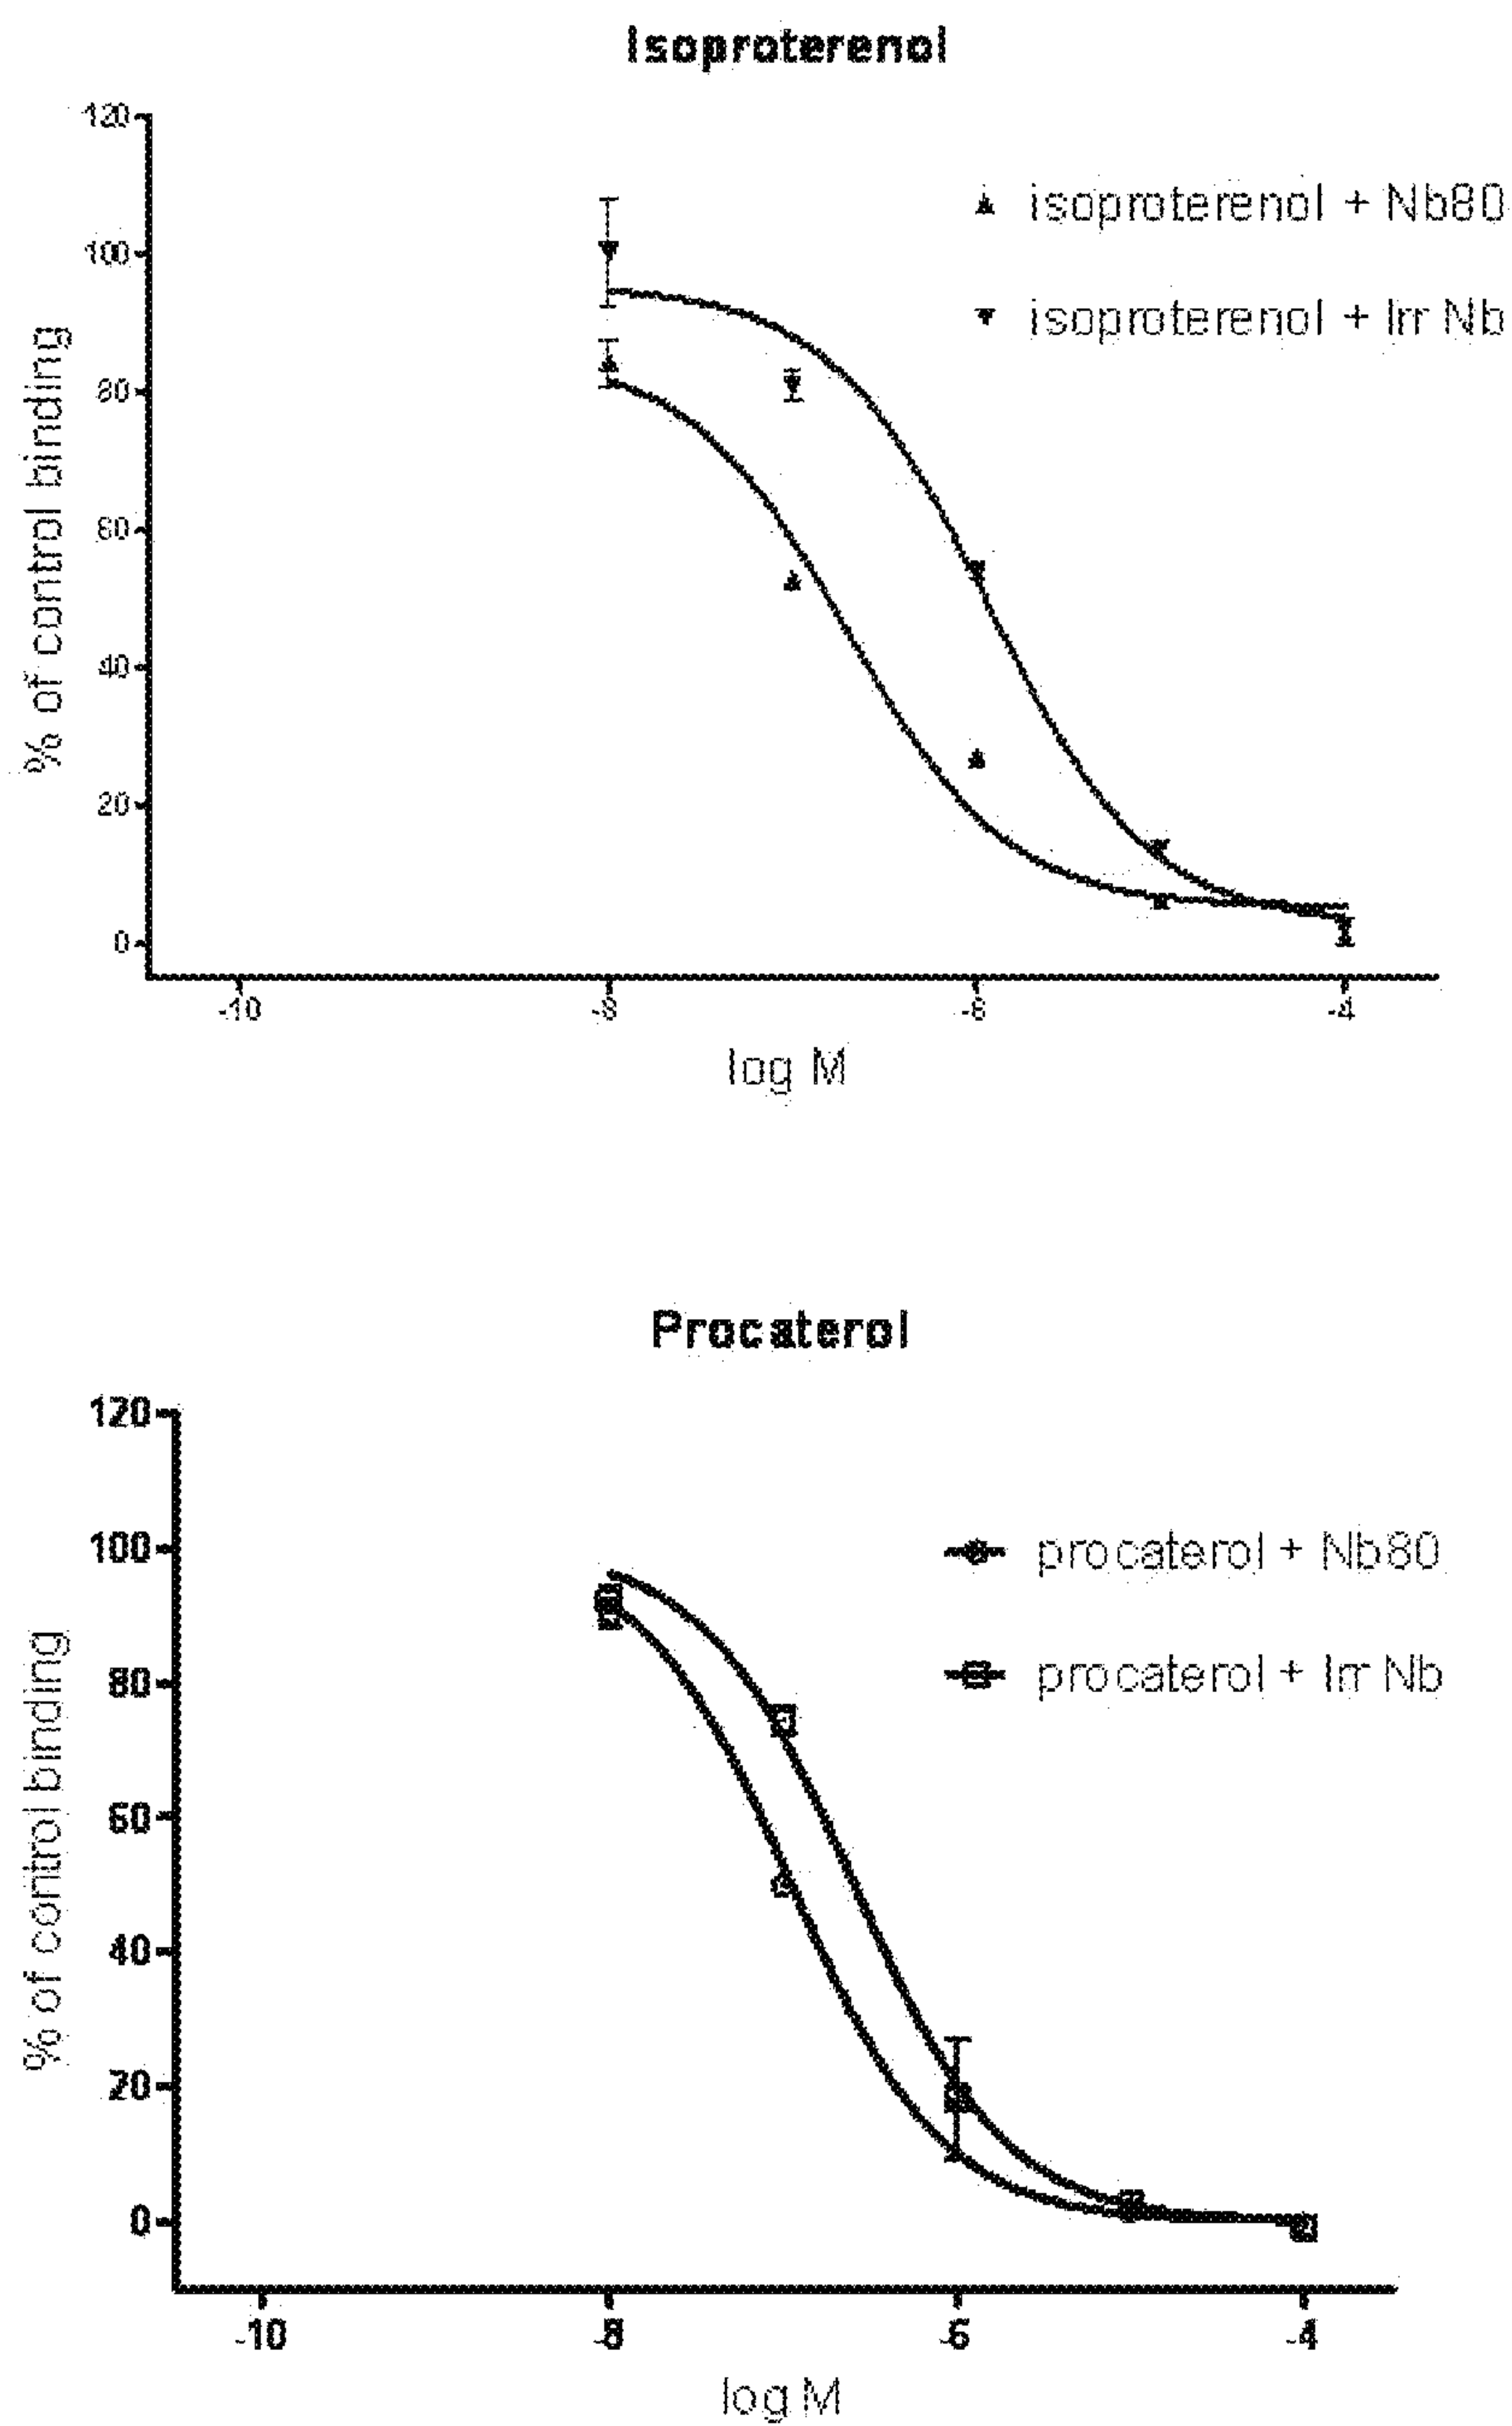 Isoproterenol
120
isoproterenol + Nb80
100
isoproterenol + Irr Nb
80
60
40
20
0
% of control binding
-10
-8
-6
-4
log M
Procaterol
120
100
procaterol + Nb80
80
procaterol + Irr Nb
60
40
20
0
% of control binding
-10
-8
-6
-4
log M